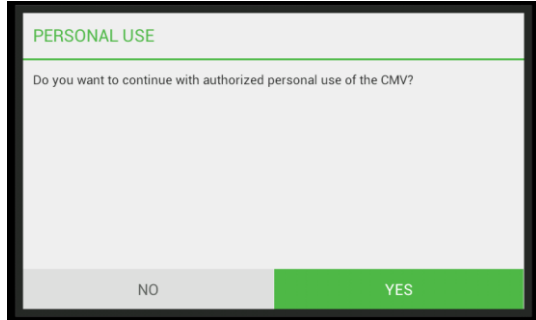 PERSONAL USE
Do you want to continue with authorized personal use of the CMV?
NO
YES